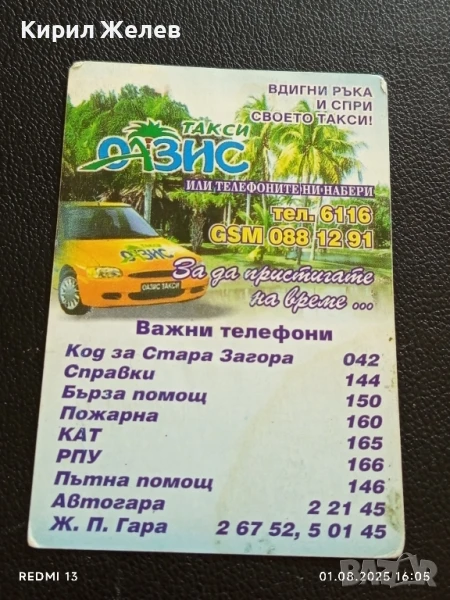 Кирил Желев
ВДИГНИ РЪКА
И СПРИ
СВОЕТО ТАКСИ!
ТАКСИ
ОАЗИС
ИЛИ ТЕЛЕФОНИТЕ НИ НАБЕРИ
тел. 6116
GSM 088 12 91
ОАЗИС
ОАЗИС ТАКСИ
За да пристигате
на време ...
Важни телефони
Код за Стара Загора 042
Справки 144
Бърза помощ 150
Пожарна 160
КАТ 165
РПУ 166
Пътна помощ 146
Автогара 2 21 45
Ж. П. Гара 2 67 52, 5 01 45
BAZAR
REDMI 13
01.08.2025 16:05